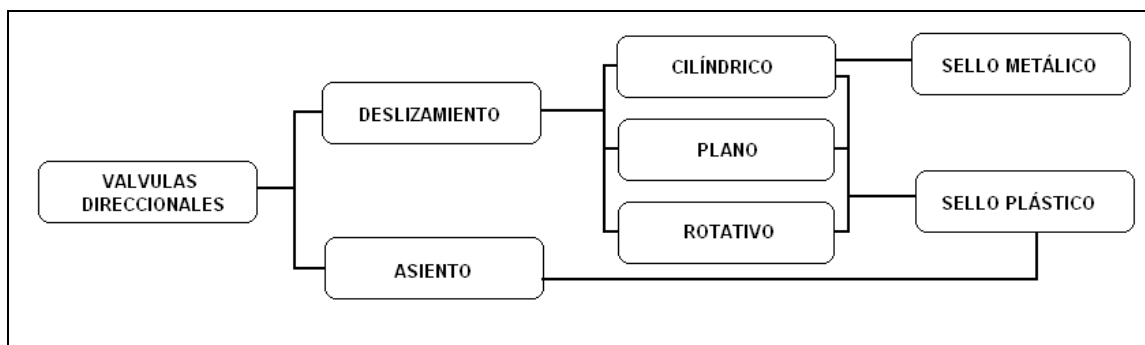 CILÍNDRICO
SELLO METÁLICO
DESLIZAMIENTO
PLANO
VALVULAS
DIRECCIONALES
SELLO PLÁSTICO
ROTATIVO
ASIENTO